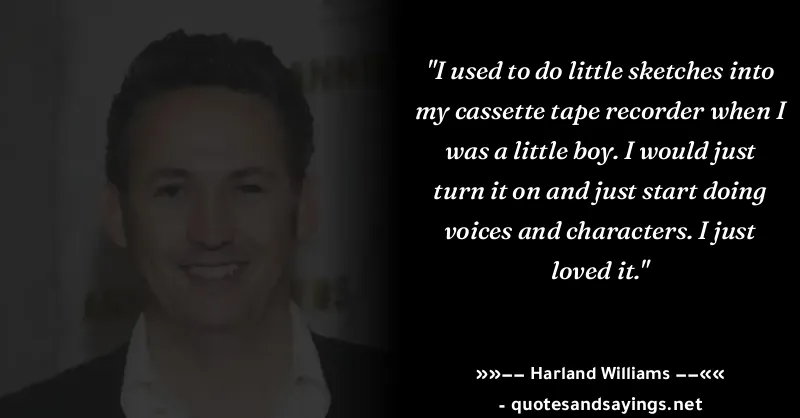 "I used to do little sketches into
my cassette tape recorder when I
was a little boy. I would just
turn it on and just start doing
voices and characters. I just
loved it."
»»−− Harland Williams −−««
- quotesandsayings.net